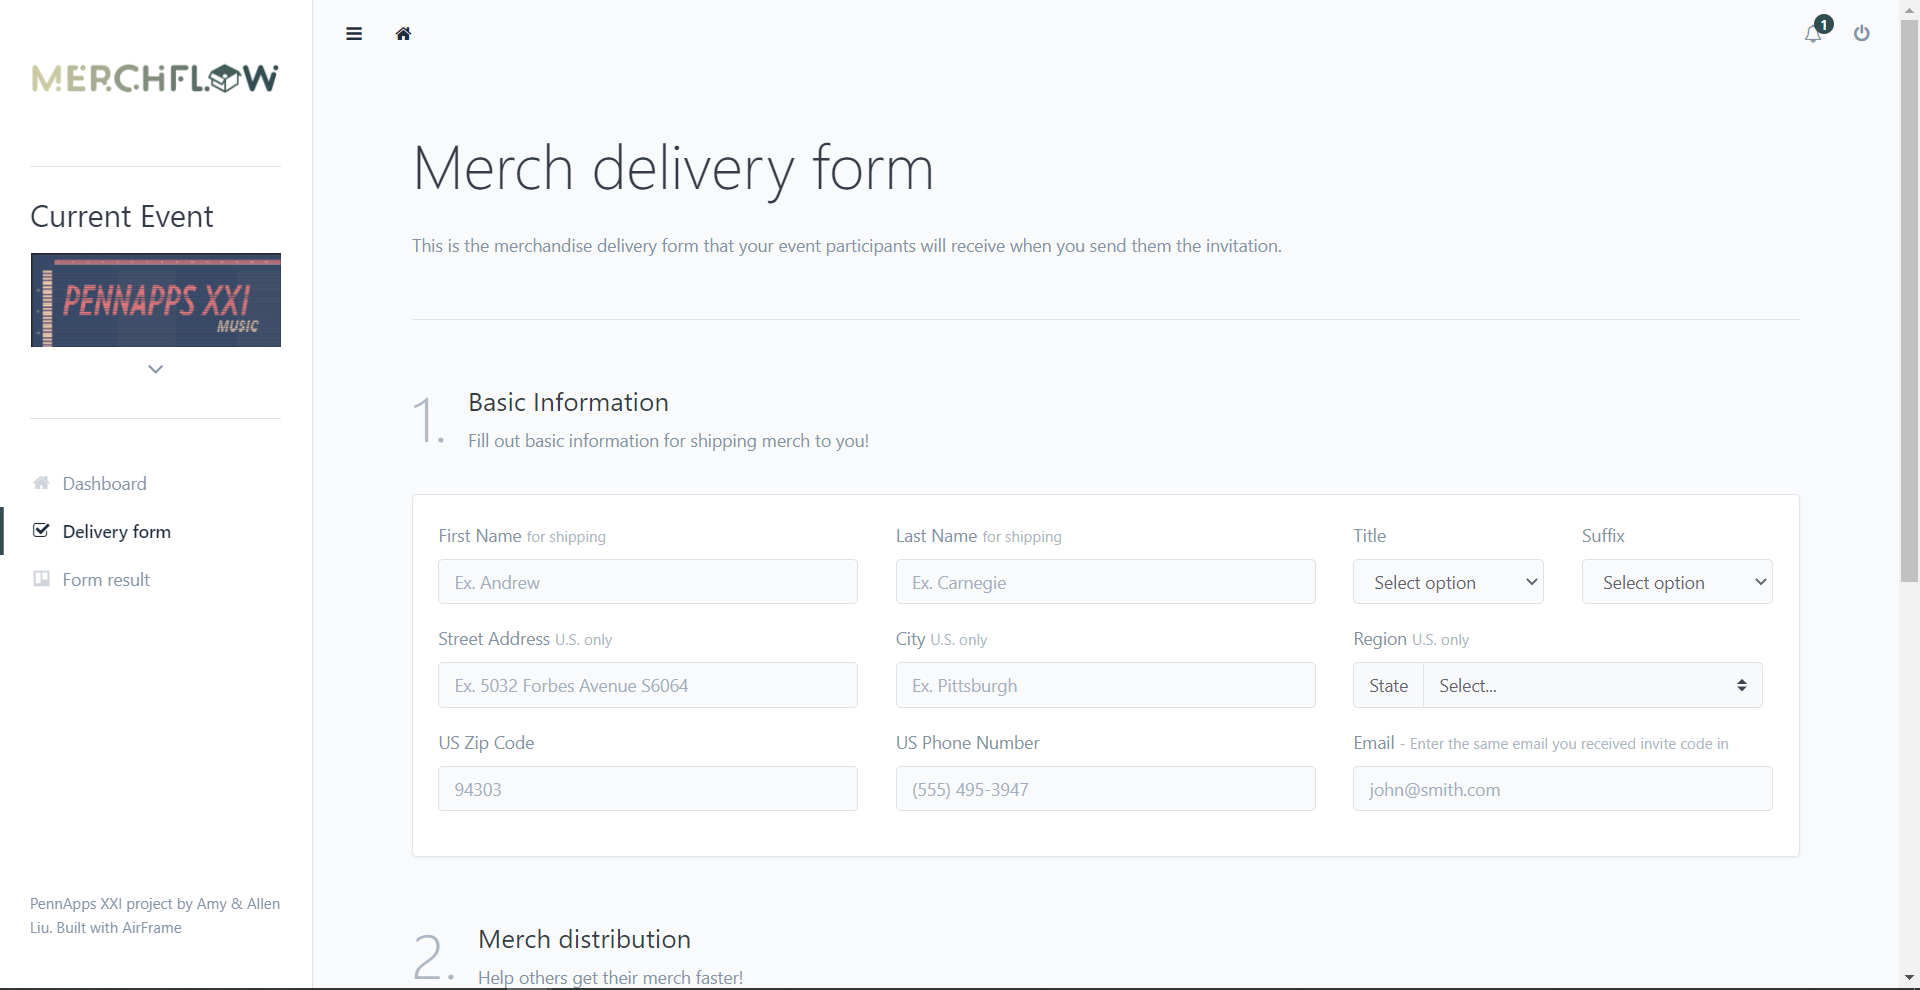 MERCHFLOW
1
Current Event
PENNAPPS XXI
MUSIC
Dashboard
Delivery form
Form result
PennApps XXI project by Amy & Allen
Liu. Built with AirFrame
Merch delivery form
This is the merchandise delivery form that your event participants will receive when you send them the invitation.
1.
Basic Information
Fill out basic information for shipping merch to you!
First Name for shipping
Last Name for shipping
Title
Suffix
Ex. Andrew
Ex. Carnegie
Select option
Select option
Street Address U.S. only
City U.S. only
Region U.S. only
Ex. 5032 Forbes Avenue S6064
Ex. Pittsburgh
State
Select...
US Zip Code
US Phone Number
Email - Enter the same email you received invite code in
94303
(555) 495-3947
john@smith.com
2.
Merch distribution
Help others get their merch faster!